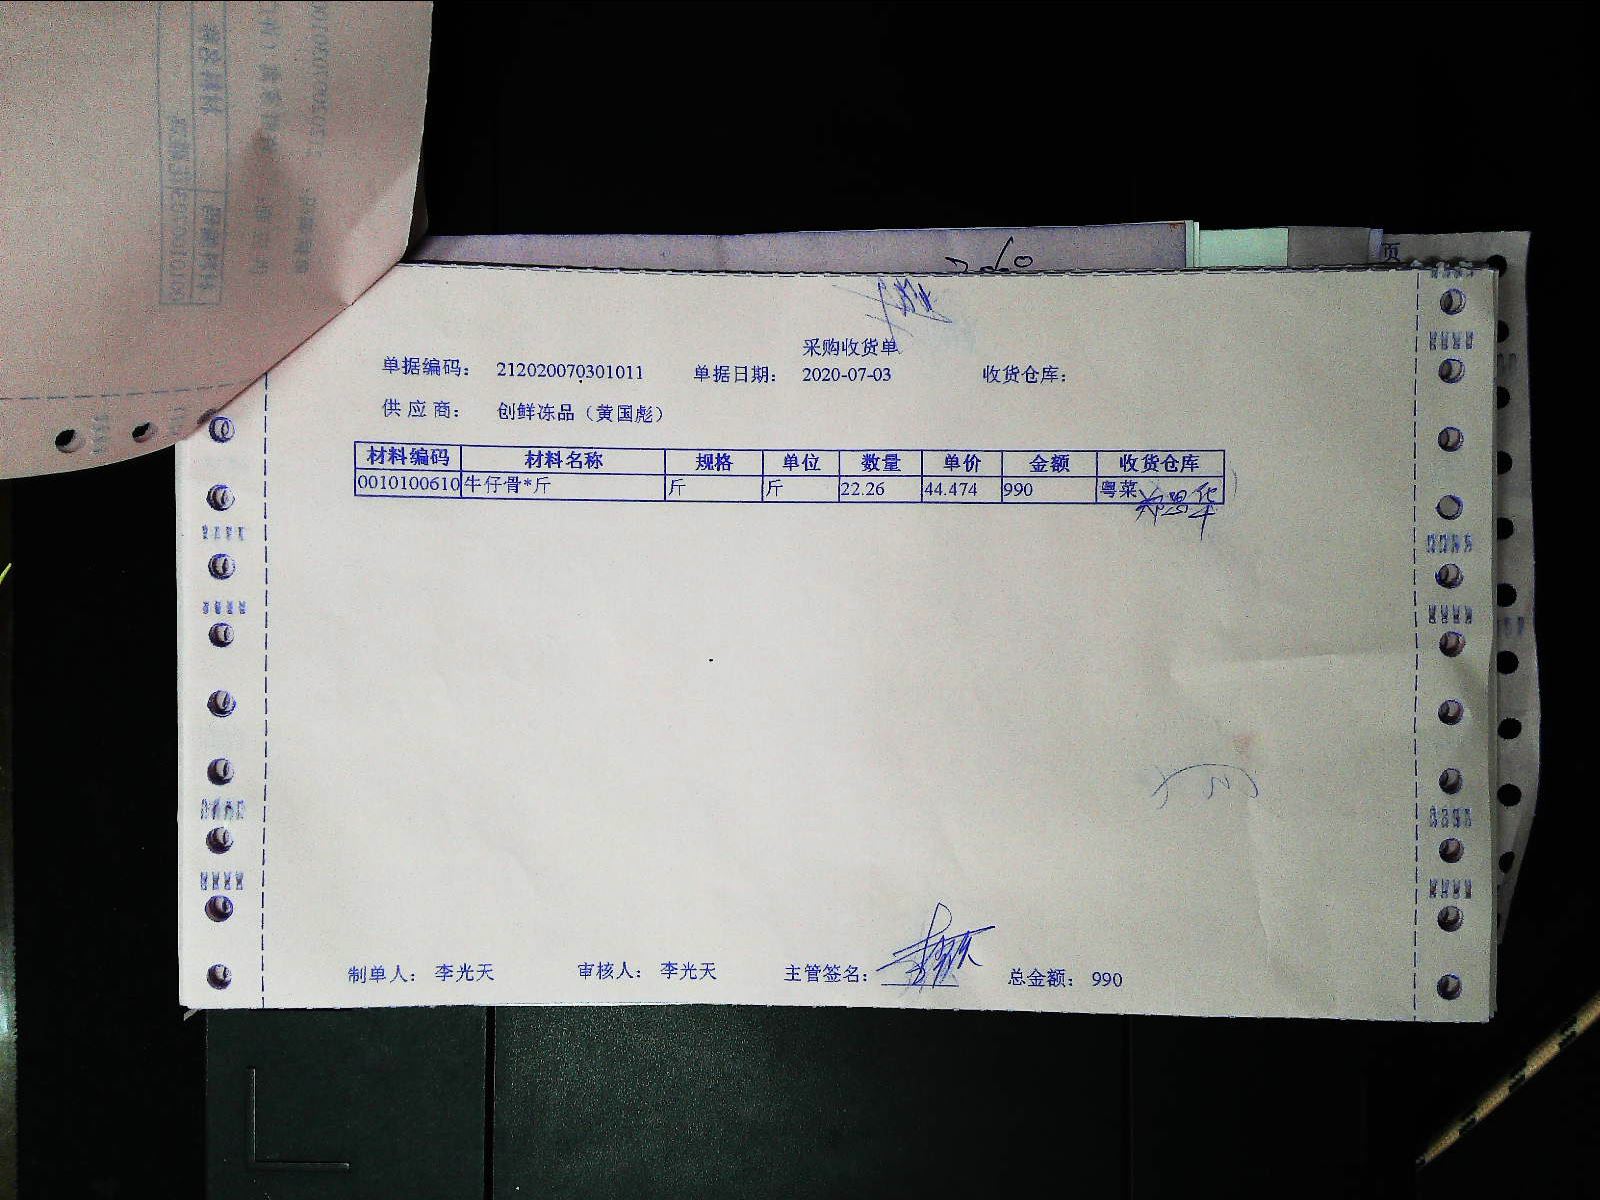 采购收货单
单据编码： 212020070301011 单据日期： 2020-07-03 收货仓库：
供 应 商： 创鲜冻品（黄国彪）
材料编码 材料名称 规格 单位 数量 单价 金额 收货仓库
0010100610 牛仔骨*斤 斤 斤 22.26 44.474 990 粤菜
制单人： 李光天 审核人： 李光天 主管签名： 总金额： 990